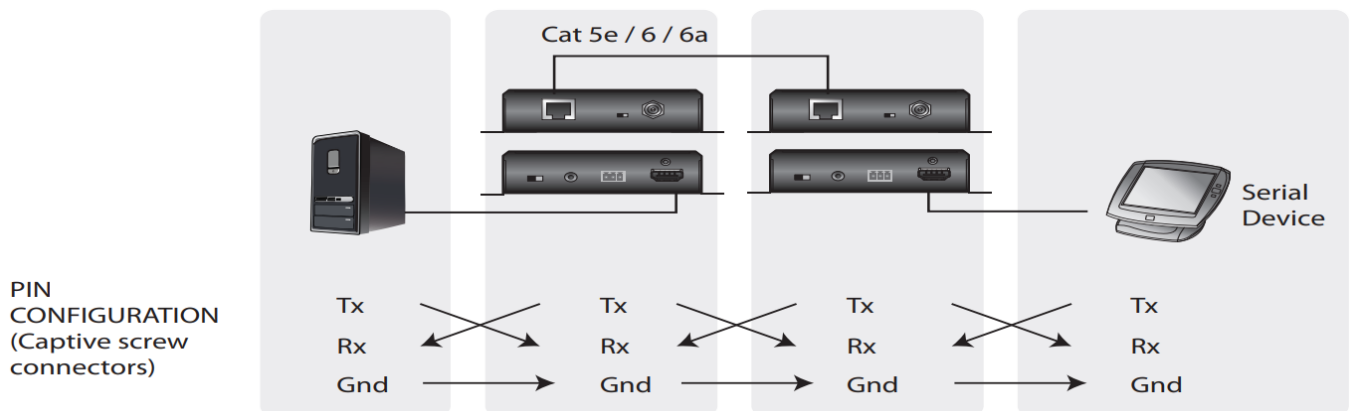 Cat 5e / 6 / 6a
Serial
Device
PIN
CONFIGURATION
(Captive screw
connectors)
Tx Tx Tx Tx
Rx Rx Rx Rx
Gnd Gnd Gnd Gnd